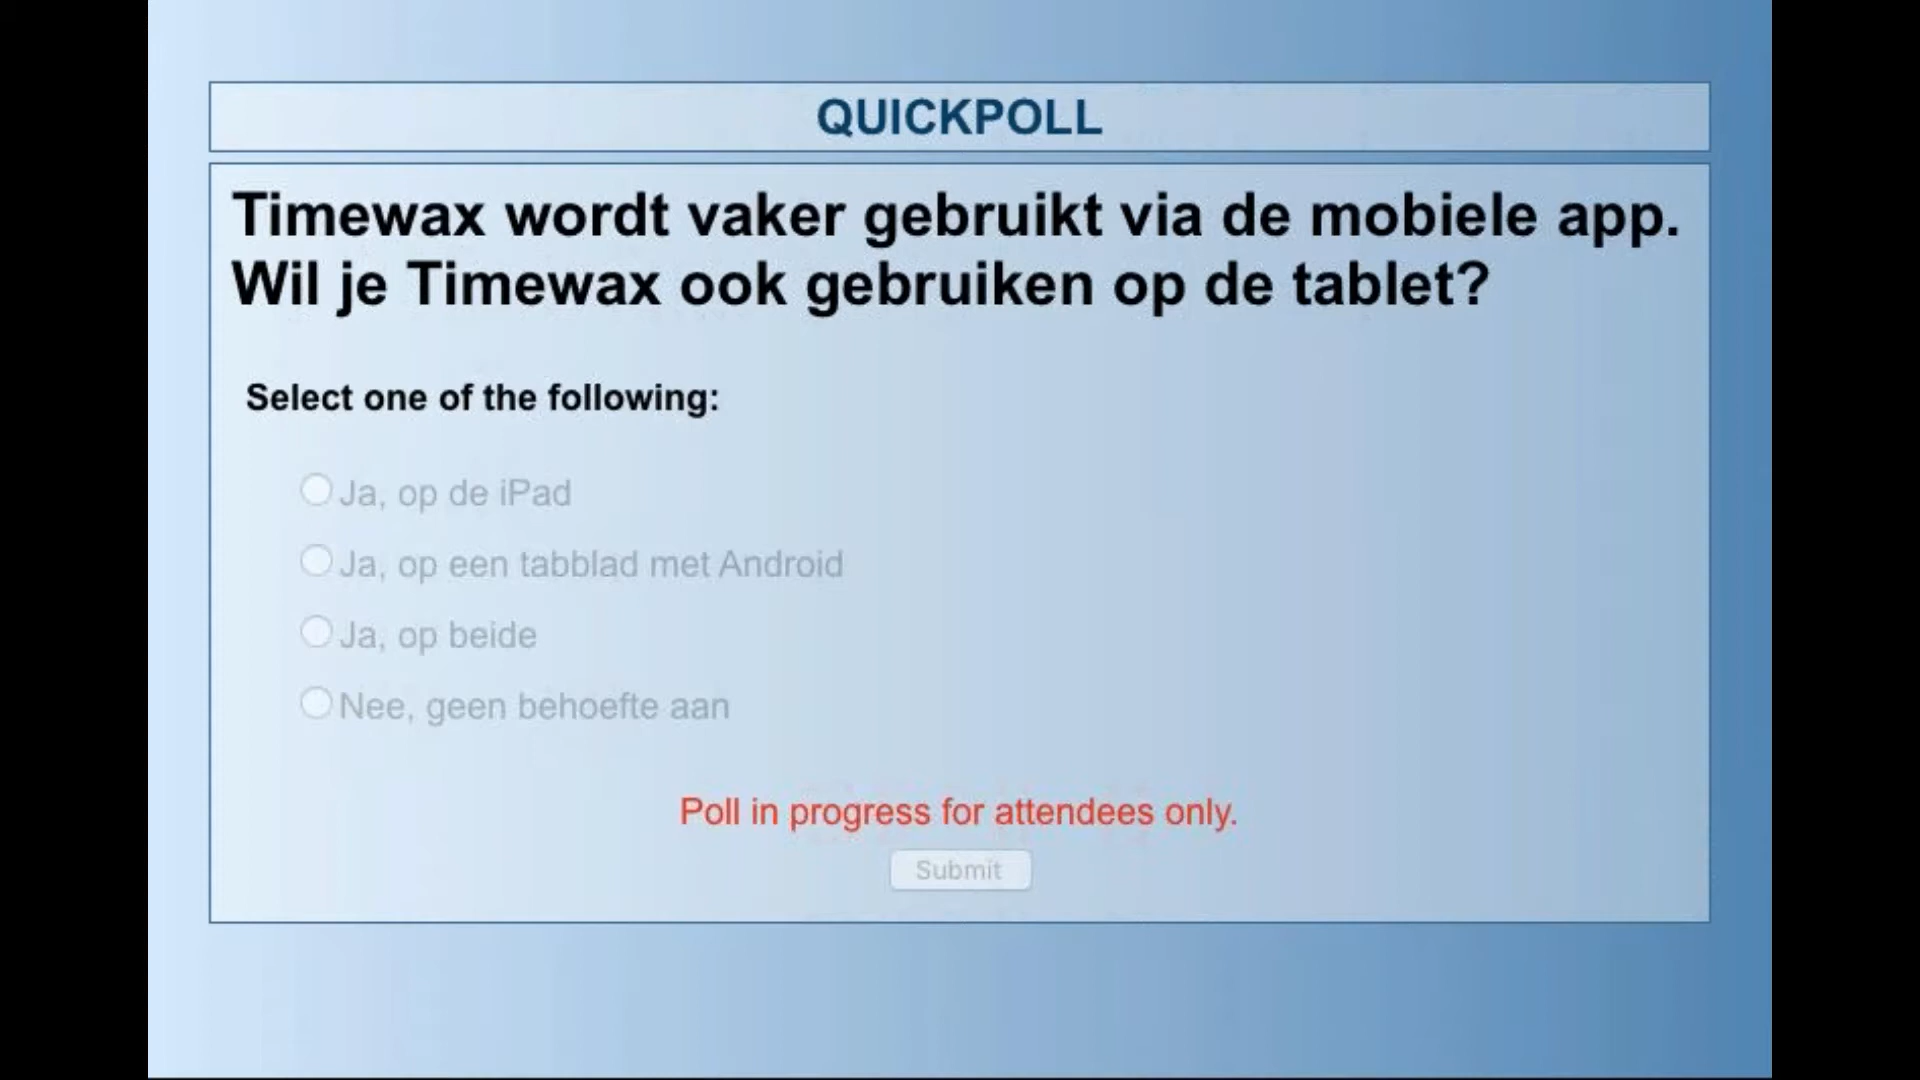 QUICKPOLL
Timewax wordt vaker gebruikt via de mobiele app.
Wil je Timewax ook gebruiken op de tablet?
Select one of the following:
Ja, op de iPad
Ja, op een tabblad met Android
Ja, op beide
Nee, geen behoefte aan
Poll in progress for attendees only.
Submit